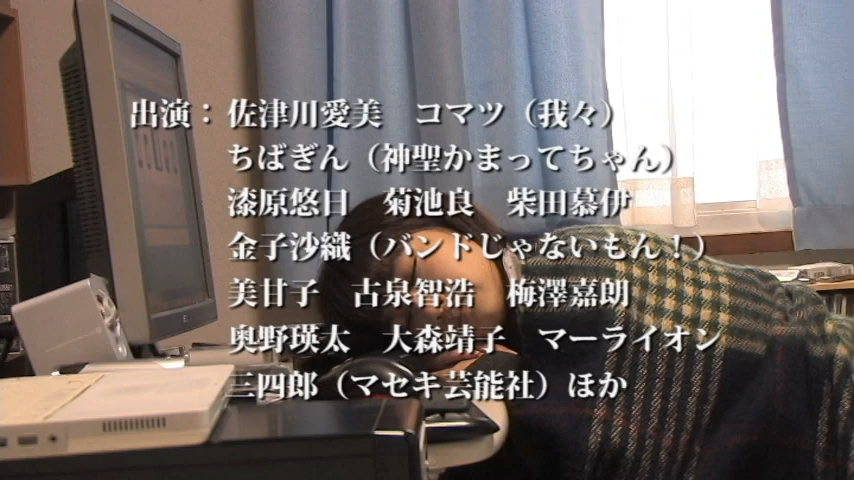 出演：佐津川愛美　コマツ（我々）
ちばぎん（神聖かまってちゃん）
漆原悠日　菊池良　柴田慕伊
金子沙織（バンドじゃないもん！）
美甘子　古泉智浩　梅澤嘉朗
奥野瑛太　大森靖子　マーライオン
三四郎（マセキ芸能社）ほか